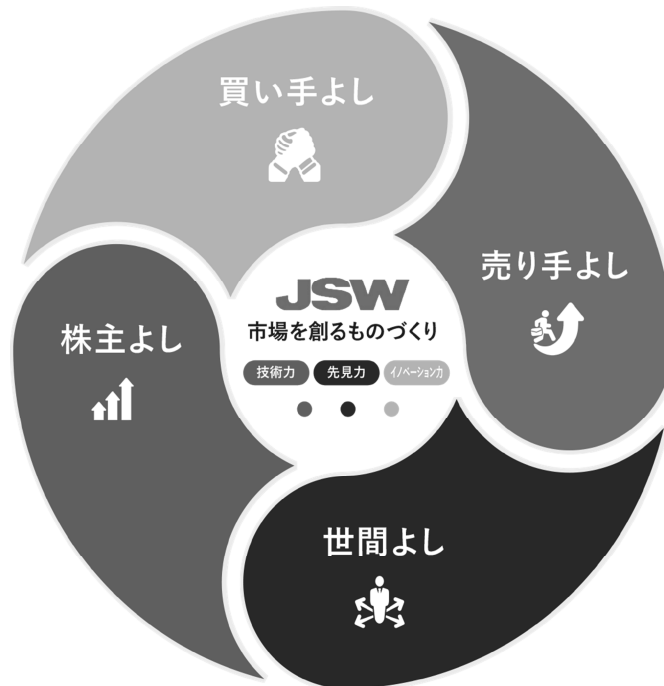 買い手よし
売り手よし
JSW
市場を創るものづくり
技術力 先見力 イノベーション力
株主よし
世間よし